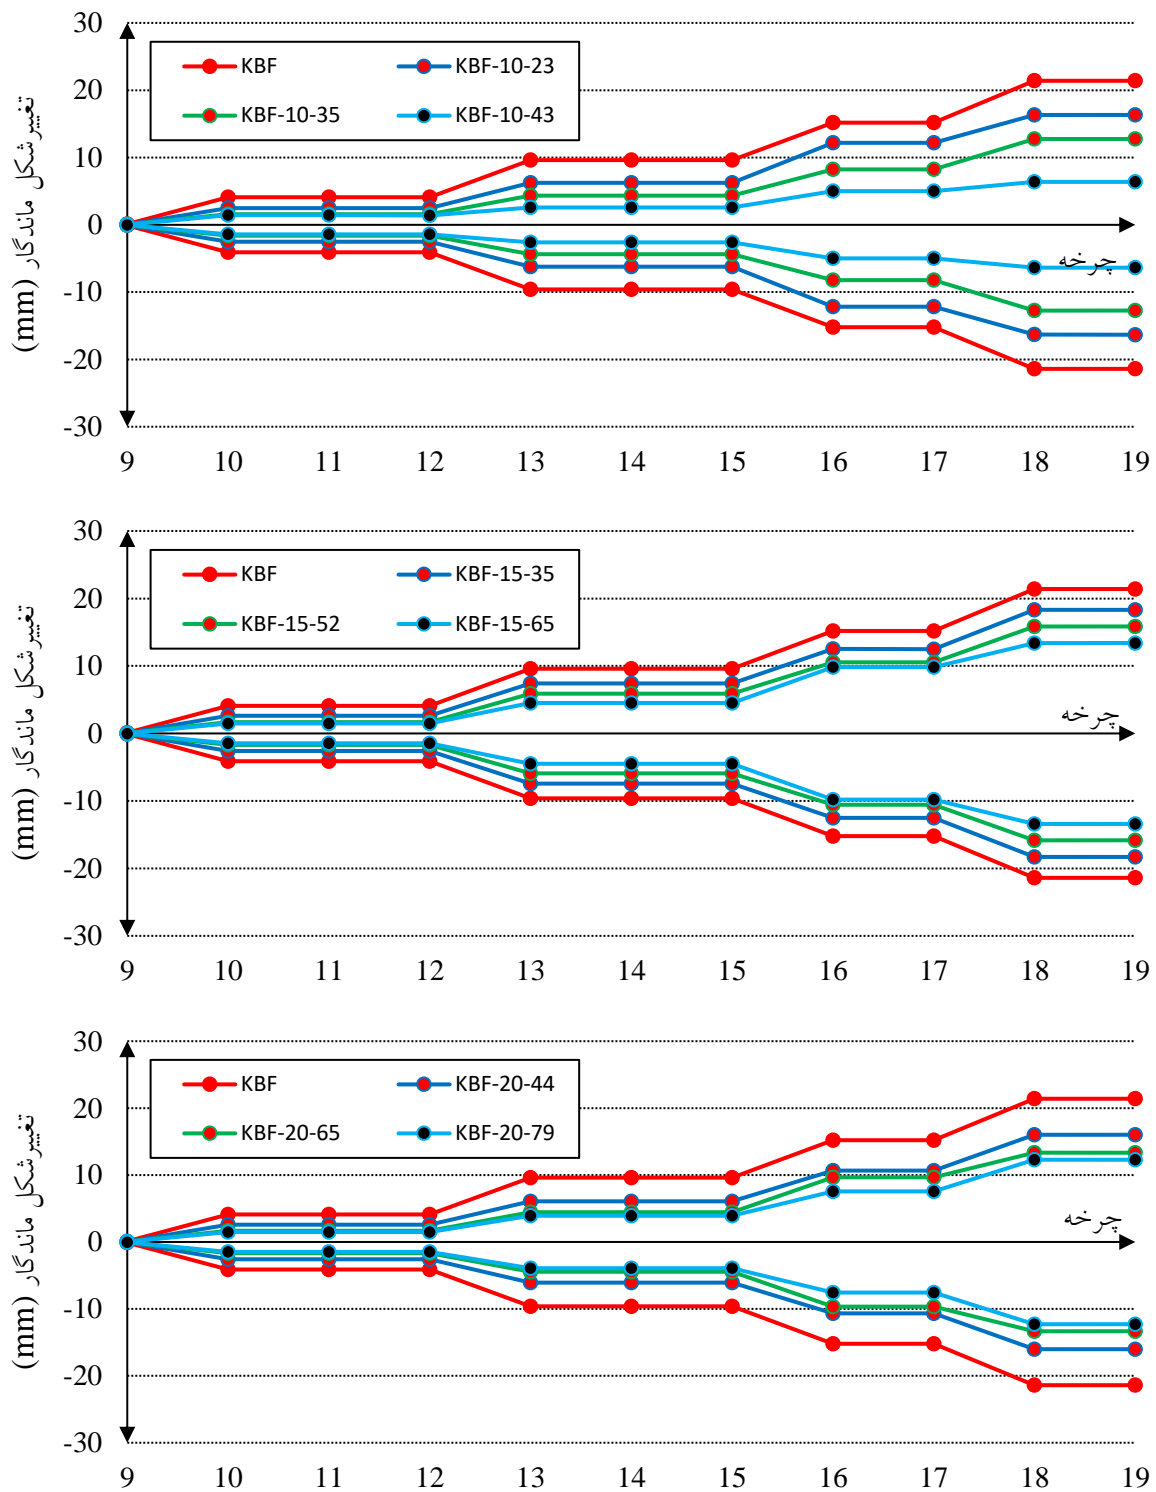 30
KBF KBF-10-23
20
KBF-10-35 KBF-10-43
10
0
چرخه
-10
-20
-30
تغییرشکل ماندگار (mm)
9 10 11 12 13 14 15 16 17 18 19
30
KBF KBF-15-35
20
KBF-15-52 KBF-15-65
10
چرخه
0
-10
-20
-30
تغییرشکل ماندگار (mm)
9 10 11 12 13 14 15 16 17 18 19
30
KBF KBF-20-44
20
KBF-20-65 KBF-20-79
10
چرخه
0
-10
-20
-30
تغییرشکل ماندگار (mm)
9 10 11 12 13 14 15 16 17 18 19